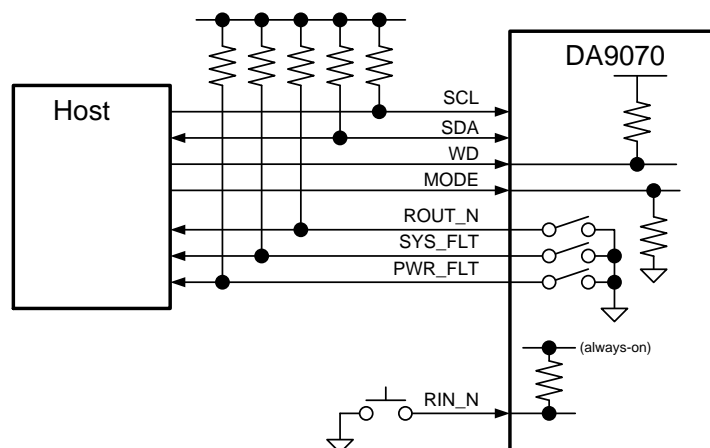 DA9070
Host
SCL
SDA
WD
MODE
ROUT_N
SYS_FLT
PWR_FLT
(always-on)
RIN_N